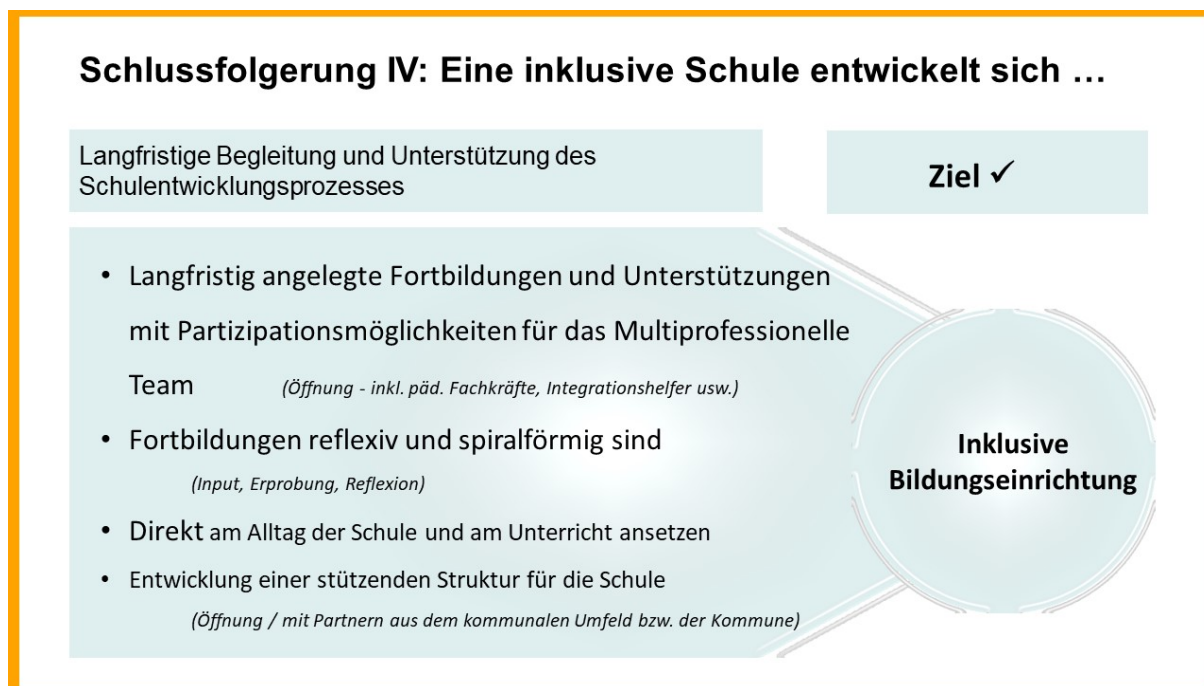 Schlussfolgerung IV: Eine inklusive Schule entwickelt sich …
Langfristige Begleitung und Unterstützung des
Schulentwicklungsprozesses
Ziel ✓
• Langfristig angelegte Fortbildungen und Unterstützungen
mit Partizipationsmöglichkeiten für das Multiprofessionelle
Team (Öffnung - inkl. päd. Fachkräfte, Integrationshelfer usw.)
• Fortbildungen reflexiv und spiralförmig sind
(Input, Erprobung, Reflexion)
• Direkt am Alltag der Schule und am Unterricht ansetzen
• Entwicklung einer stützenden Struktur für die Schule
(Öffnung / mit Partnern aus dem kommunalen Umfeld bzw. der Kommune)
Inklusive
Bildungseinrichtung